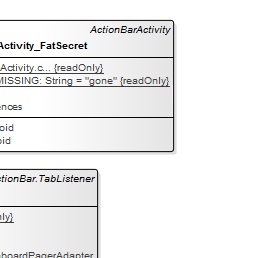 ActionBarActivity
Activity_FatSecret
Activity.c... {readOnly}
MISSING: String = "gone" {readOnly}
ences
oid
oid
ctionBar.TabListener
nly}
boardPagerAdapter